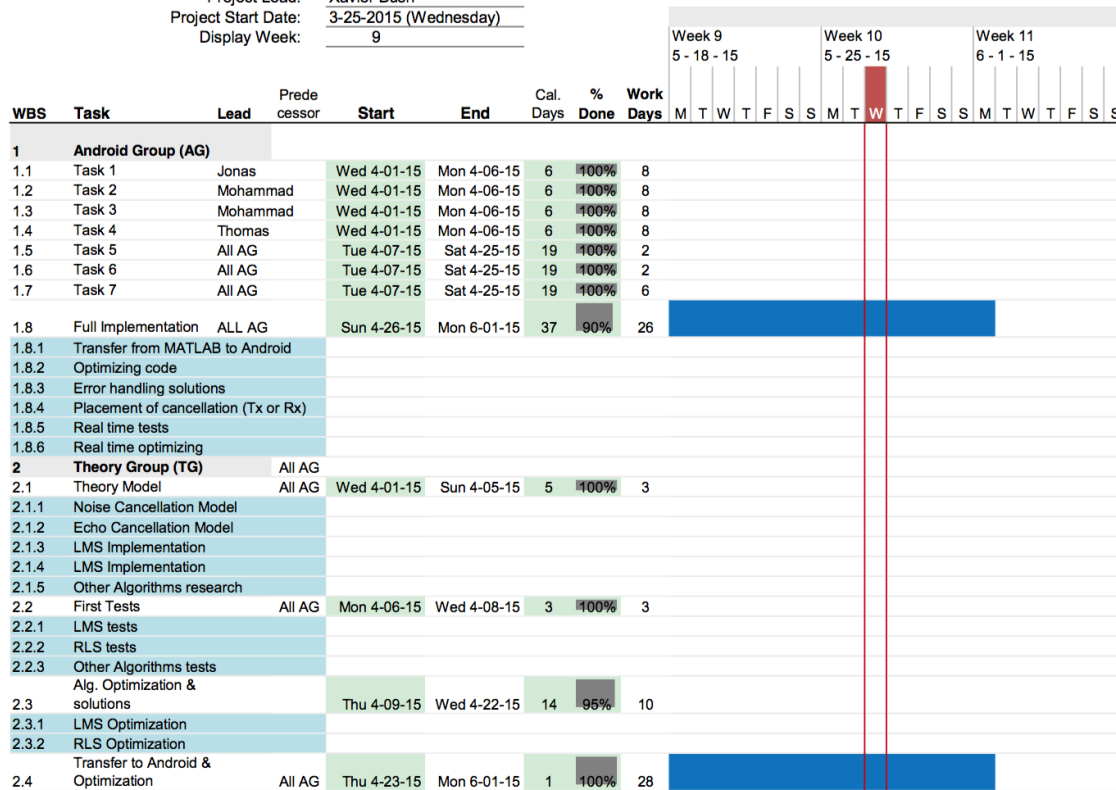 Project Start Date: 3-25-2015 (Wednesday)
Display Week: 9
Week 9 Week 10 Week 11
5 - 18 - 15 5 - 25 - 15 6 - 1 - 15
WBS Task Lead Prede cessor Start End Cal. Days % Done Work Days M T W T F S S M T W T F S S M T W T F S S
1 Android Group (AG)
1.1 Task 1 Jonas Wed 4-01-15 Mon 4-06-15 6 100% 8
1.2 Task 2 Mohammad Wed 4-01-15 Mon 4-06-15 6 100% 8
1.3 Task 3 Mohammad Wed 4-01-15 Mon 4-06-15 6 100% 8
1.4 Task 4 Thomas Wed 4-01-15 Mon 4-06-15 6 100% 8
1.5 Task 5 All AG Tue 4-07-15 Sat 4-25-15 19 100% 2
1.6 Task 6 All AG Tue 4-07-15 Sat 4-25-15 19 100% 2
1.7 Task 7 All AG Tue 4-07-15 Sat 4-25-15 19 100% 6
1.8 Full Implementation ALL AG Sun 4-26-15 Mon 6-01-15 37 90% 26
1.8.1 Transfer from MATLAB to Android
1.8.2 Optimizing code
1.8.3 Error handling solutions
1.8.4 Placement of cancellation (Tx or Rx)
1.8.5 Real time tests
1.8.6 Real time optimizing
2 Theory Group (TG) All AG
2.1 Theory Model All AG Wed 4-01-15 Sun 4-05-15 5 100% 3
2.1.1 Noise Cancellation Model
2.1.2 Echo Cancellation Model
2.1.3 LMS Implementation
2.1.4 LMS Implementation
2.1.5 Other Algorithms research
2.2 First Tests All AG Mon 4-06-15 Wed 4-08-15 3 100% 3
2.2.1 LMS tests
2.2.2 RLS tests
2.2.3 Other Algorithms tests
2.3 Alg. Optimization & solutions Thu 4-09-15 Wed 4-22-15 14 95% 10
2.3.1 LMS Optimization
2.3.2 RLS Optimization
2.4 Transfer to Android & Optimization All AG Thu 4-23-15 Mon 6-01-15 1 100% 28